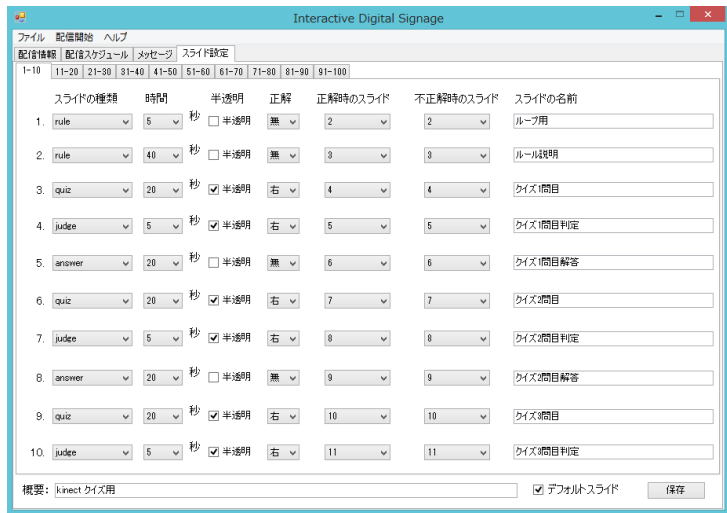 Interactive Digital Signage
ファイル 配信開始 ヘルプ
配信情報 配信スケジュール メッセージ スライド設定
1-10 11-20 21-30 31-40 41-50 51-60 61-70 71-80 81-90 91-100
スライドの種類 時間 半透明 正解 正解時のスライド 不正解時のスライド スライドの名前
1. rule 5 秒 半透明 無 2 2 ループ用
2. rule 40 秒 半透明 無 3 3 ルール説明
3. quiz 20 秒 半透明 右 4 4 クイズ1問目
4. judge 5 秒 半透明 右 5 5 クイズ1問目判定
5. answer 20 秒 半透明 無 6 6 クイズ1問目解答
6. quiz 20 秒 半透明 右 7 7 クイズ2問目
7. judge 5 秒 半透明 右 8 8 クイズ2問目判定
8. answer 20 秒 半透明 無 9 9 クイズ2問目解答
9. quiz 20 秒 半透明 右 10 10 クイズ3問目
10. judge 5 秒 半透明 右 11 11 クイズ3問目判定
概要: kinect クイズ用 デフォルトスライド 保存